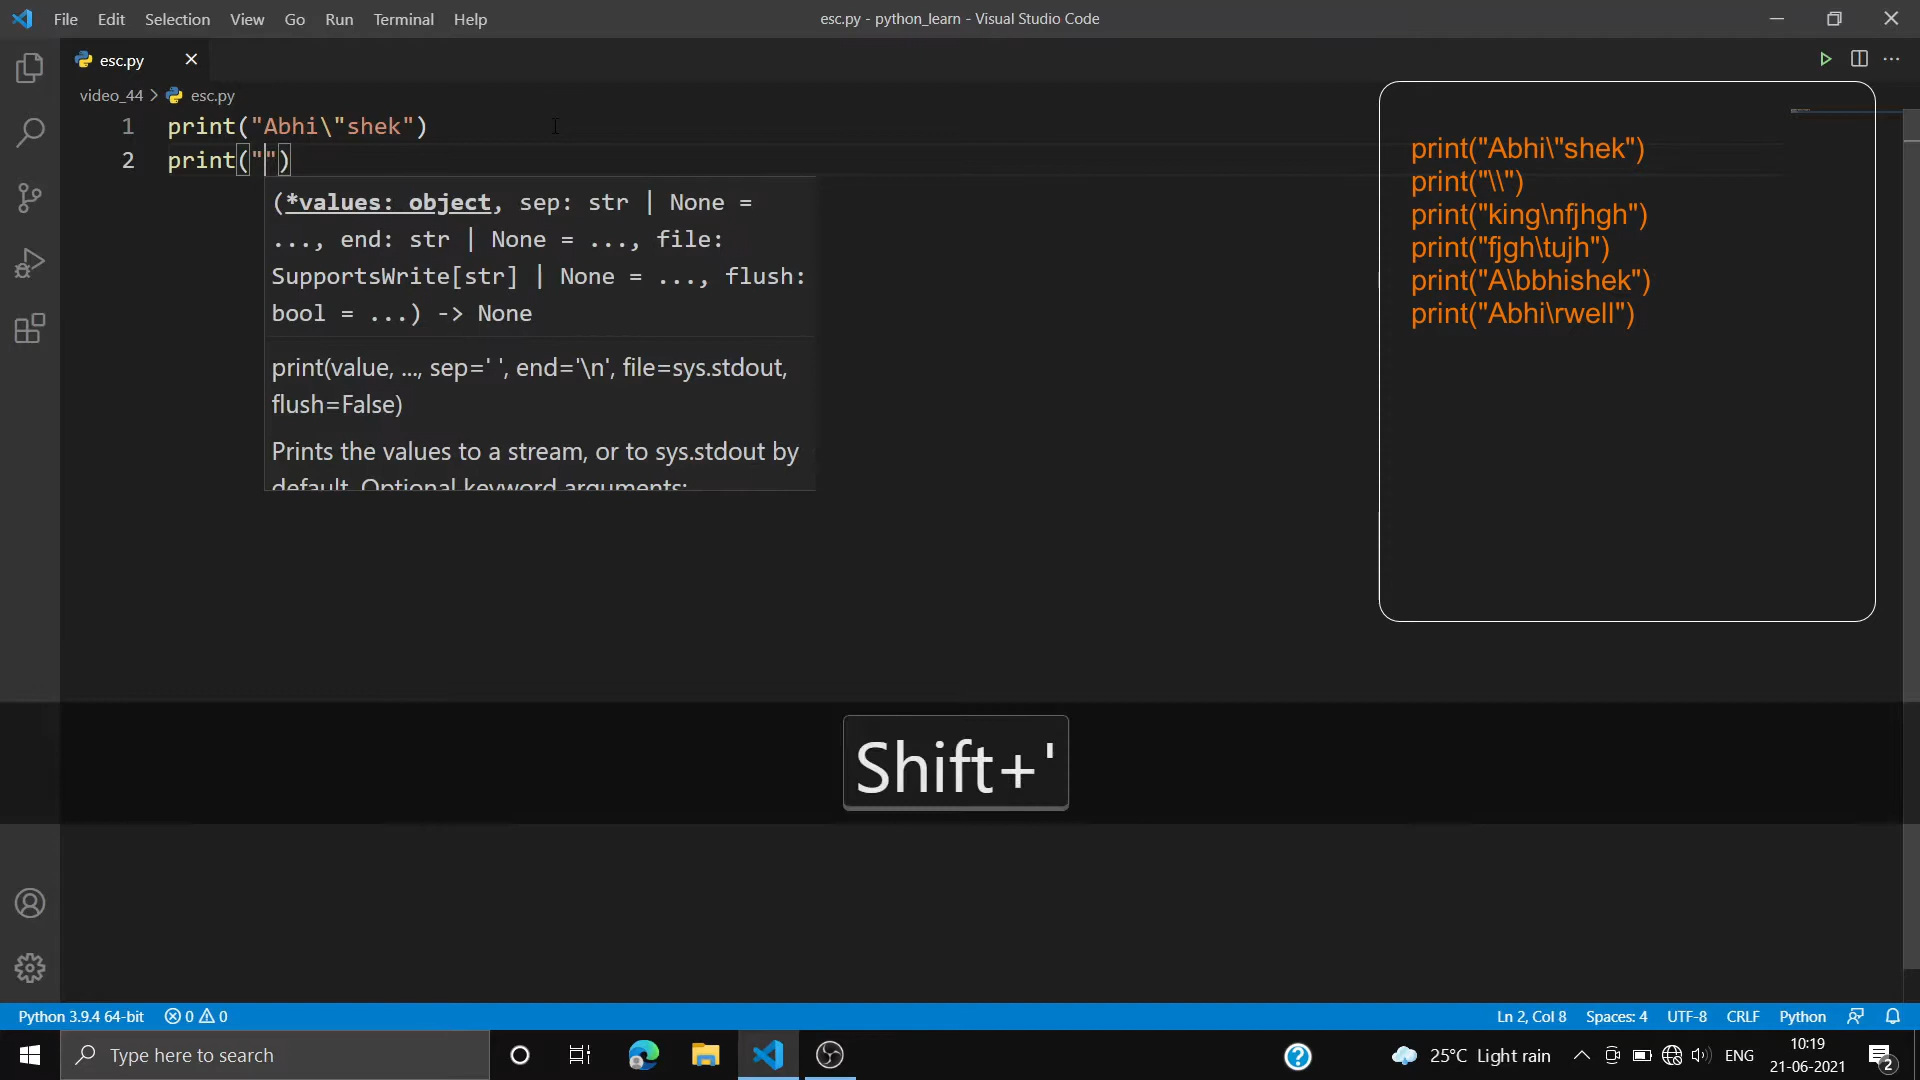 File Edit Selection View Go Run Terminal Help
esc.py - python_learn - Visual Studio Code
esc.py
video_44 > esc.py
1 print("Abhi\"shek")
2 print("")
(*values: object, sep: str | None =
..., end: str | None = ..., file:
SupportsWrite[str] | None = ..., flush:
bool = ...) -> None
print(value, ..., sep=' ', end='\n', file=sys.stdout,
flush=False)
Prints the values to a stream, or to sys.stdout by
default. Optional keyword arguments:
print("Abhi\"shek")
print("\\")
print("king\nfjhgh")
print("fjgh\tujh")
print("A\bbhishek")
print("Abhi\rwell")
Shift+'
Python 3.9.4 64-bit 0 0
Ln 2, Col 8 Spaces: 4 UTF-8 CRLF Python
Type here to search
25°C Light rain
ENG
10:19
21-06-2021
2